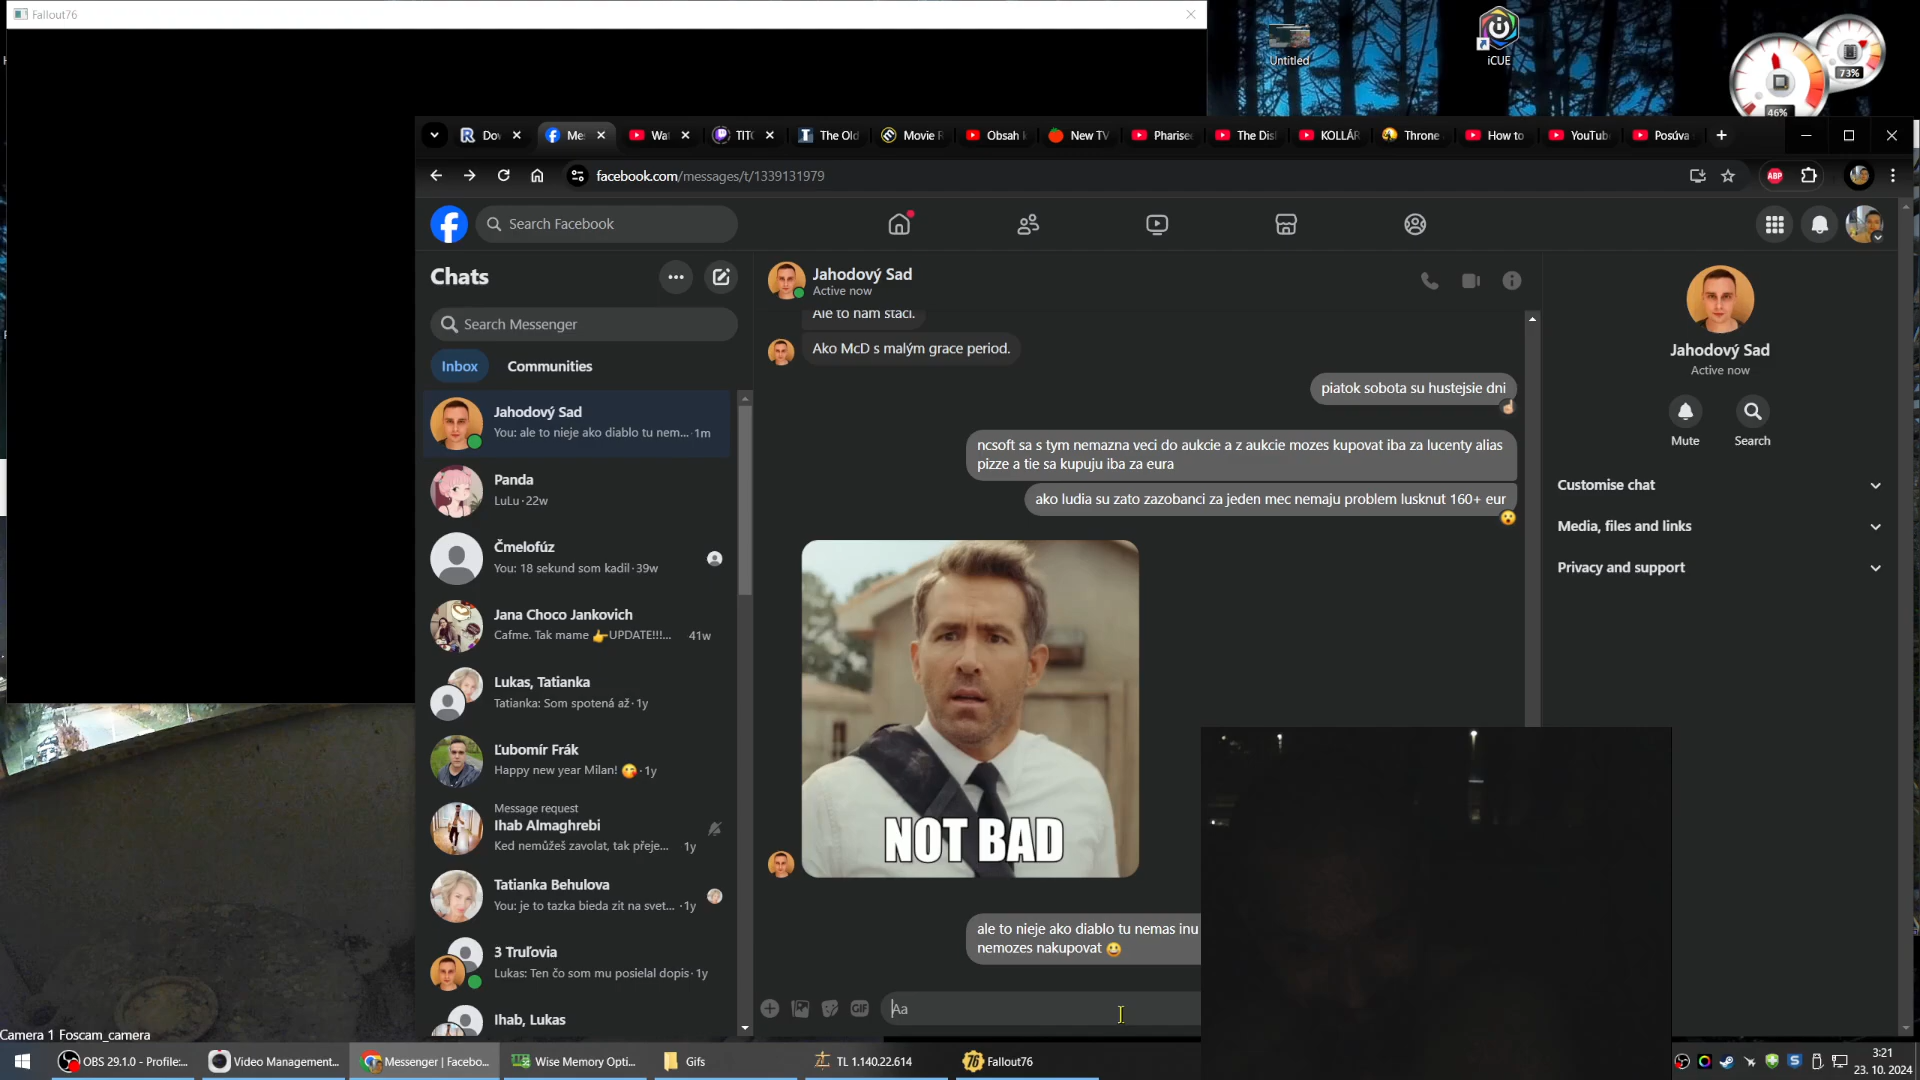 Fallout76
Untitled
iCUE
73%
46%
Dov
Me
Wa
TITC
The Old
Movie R
Obsah k
New TV
Pharise
The Dis
KOLLÁR
Throne
How to
YouTub
Posúva
facebook.com/messages/t/1339131979
ABP
Search Facebook
Chats
Search Messenger
Inbox
Communities
Jahodový Sad
You: ale to nieje ako diablo tu nem... · 1m
Panda
LuLu · 22w
Čmelofúz
You: 18 sekund som kadil · 39w
Jana Choco Jankovich
Cafme. Tak mame 👉UPDATE!!!... 41w
Lukas, Tatianka
Tatianka: Som spotená až · 1y
Ľubomír Frák
Happy new year Milan! 😋 · 1y
Message request
Ihab Almaghrebi
Ked nemůžeš zavolat, tak přeje... 1y
Tatianka Behulova
You: je to tazka bieda zit na svet... · 1y
3 Truľovia
Lukas: Ten čo som mu posielal dopis · 1y
Ihab, Lukas
Jahodový Sad
Active now
Ale to nám stačí.
Ako McD s malým grace period.
piatok sobota su hustejsie dni
ncsoft sa s tym nemazna veci do aukcie a z aukcie mozes kupovat iba za lucenty alias
pizze a tie sa kupuju iba za eura
ako ludia su zato zazobanci za jeden mec nemaju problem lusknut 160+ eur
NOT BAD
ale to nieje ako diablo tu nemas inu
nemozes nakupovat 😀
GIF
Aa
Jahodový Sad
Active now
Mute
Search
Customise chat
Media, files and links
Privacy and support
Camera 1 Foscam_camera
OBS 29.1.0 - Profile:...
Video Management...
Messenger | Facebo...
Wise Memory Opti...
Gifs
TL 1.140.22.614
76
Fallout76
3:21
23. 10. 2024